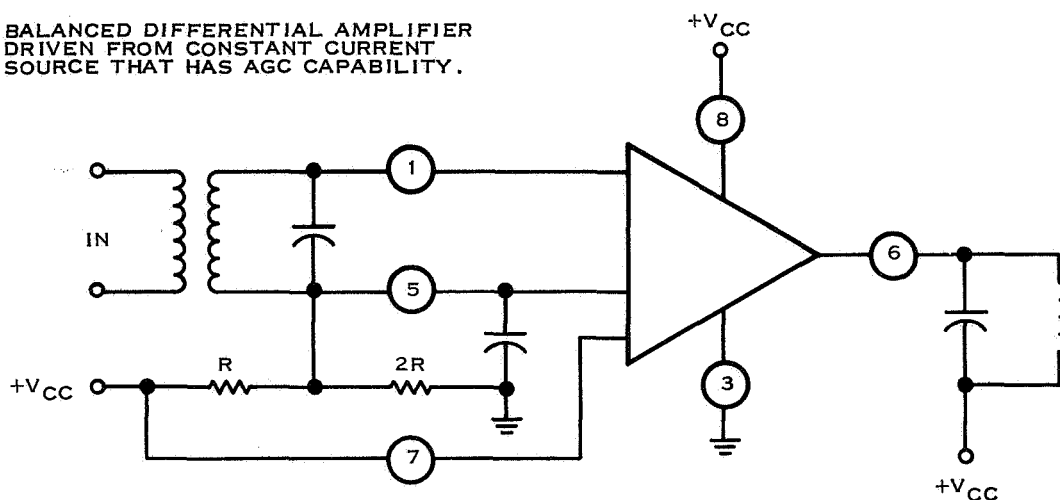 BALANCED DIFFERENTIAL AMPLIFIER
DRIVEN FROM CONSTANT CURRENT
SOURCE THAT HAS AGC CAPABILITY.
+VCC
8
1
IN
6
5
R
2R
+VCC
3
7
+VCC